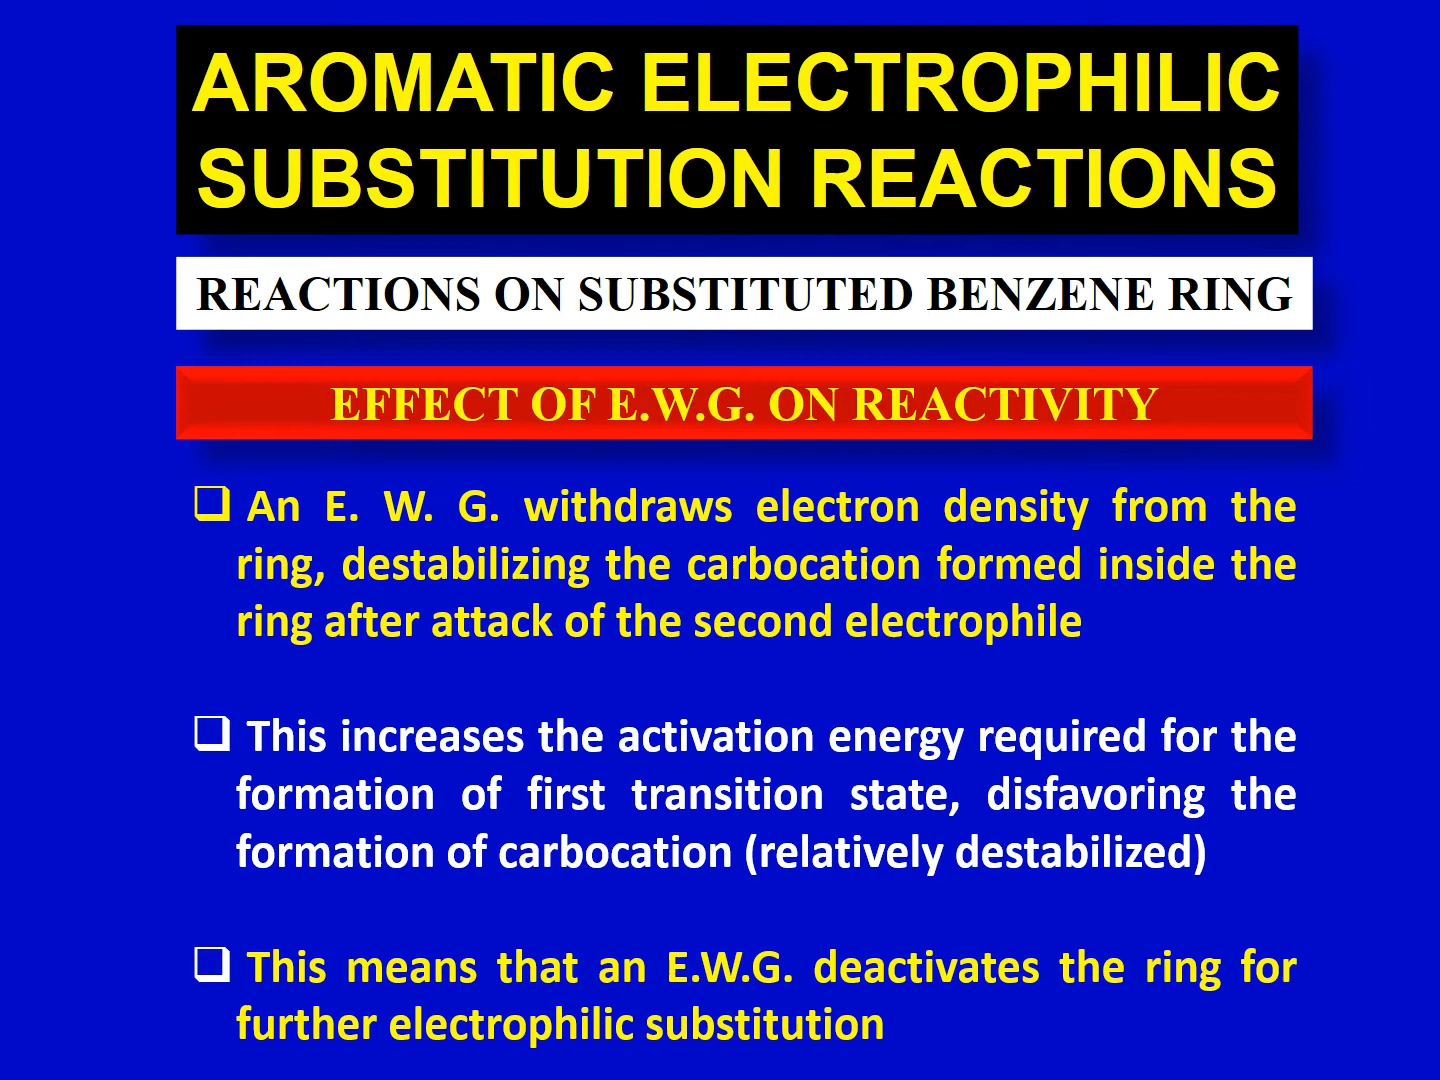 AROMATIC ELECTROPHILIC
SUBSTITUTION REACTIONS
REACTIONS ON SUBSTITUTED BENZENE RING
EFFECT OF E.W.G. ON REACTIVITY
❑ An E. W. G. withdraws electron density from the
ring, destabilizing the carbocation formed inside the
ring after attack of the second electrophile
❑ This increases the activation energy required for the
formation of first transition state, disfavoring the
formation of carbocation (relatively destabilized)
❑ This means that an E.W.G. deactivates the ring for
further electrophilic substitution